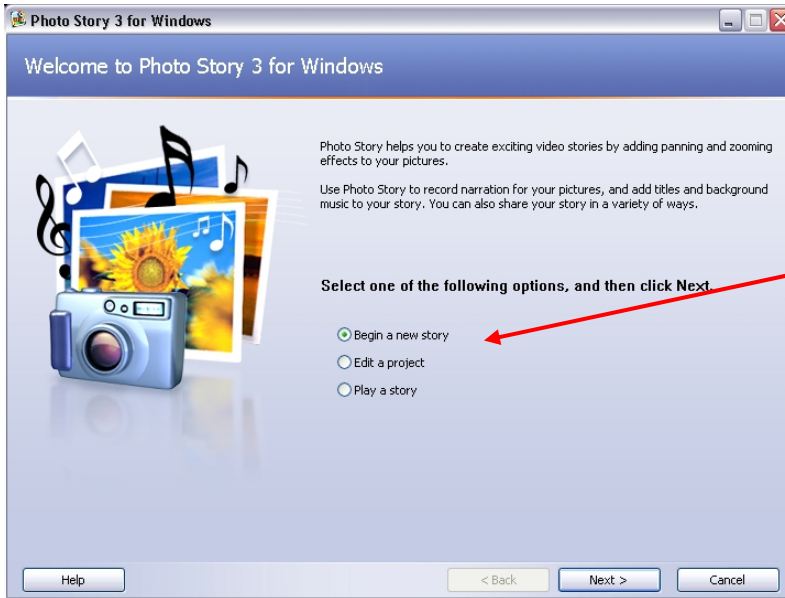 Photo Story 3 for Windows
Welcome to Photo Story 3 for Windows
Photo Story helps you to create exciting video stories by adding panning and zooming
effects to your pictures.
Use Photo Story to record narration for your pictures, and add titles and background
music to your story. You can also share your story in a variety of ways.
Select one of the following options, and then click Next.
Begin a new story
Edit a project
Play a story
Help
< Back
Next >
Cancel